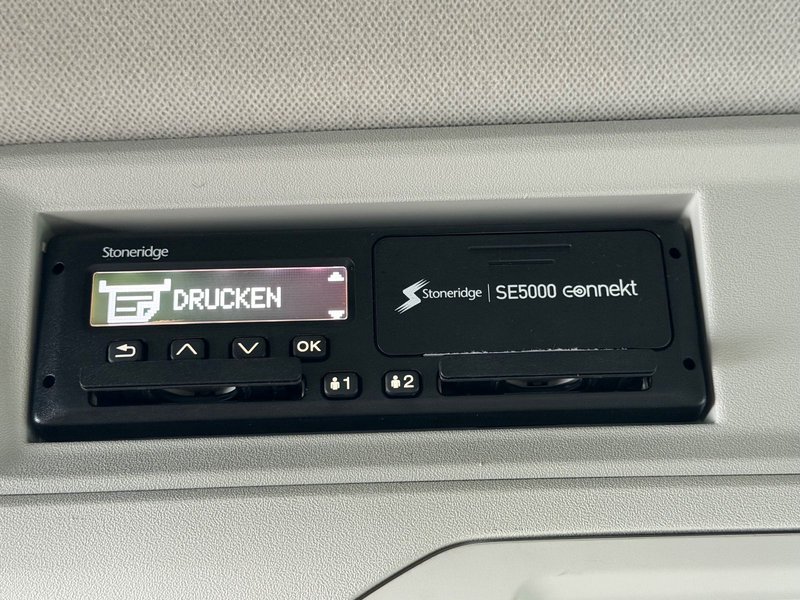 Stoneridge
DRUCKEN
Stoneridge | SE5000 connekt
OK
1
2